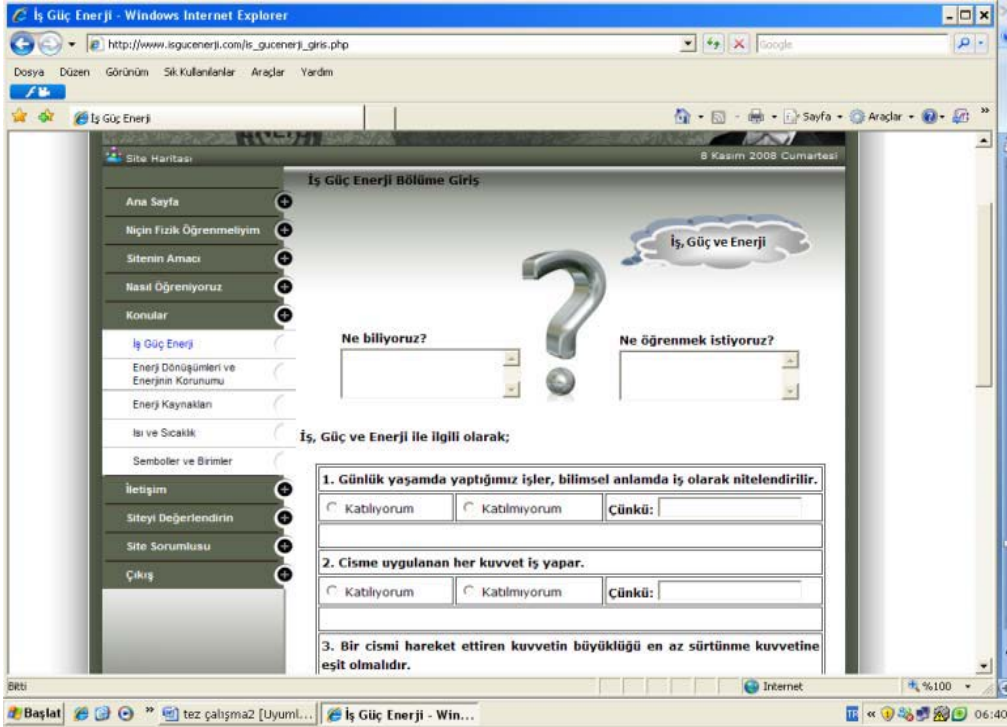 İş Güç Enerji - Windows Internet Explorer
http://www.isgucenerji.com/is_gucenerji_giris.php
Google
Dosya Düzen Görünüm Sık Kullanılanlar Araçlar Yardım
İş Güç Enerji
Sayfa Araçlar
Site Haritası
8 Kasım 2008 Cumartesi
İş Güç Enerji Bölüme Giriş
Ana Sayfa
Niçin Fizik Öğrenmeliyim
Sitenin Amacı
Nasıl Öğreniyoruz
Konular
İş Güç Enerji
Enerji Dönüşümleri ve
Enerjinin Korunumu
Enerji Kaynakları
Isı ve Sıcaklık
Semboller ve Birimler
İletişim
Siteyi Değerlendirin
Site Sorumlusu
Çıkış
İş, Güç ve Enerji
?
Ne biliyoruz?
Ne öğrenmek istiyoruz?
İş, Güç ve Enerji ile ilgili olarak;
1. Günlük yaşamda yaptığımız işler, bilimsel anlamda iş olarak nitelendirilir.
Katılıyorum Katılmıyorum Çünkü:
2. Cisme uygulanan her kuvvet iş yapar.
Katılıyorum Katılmıyorum Çünkü:
3. Bir cismi hareket ettiren kuvvetin büyüklüğü en az sürtünme kuvvetine
eşit olmalıdır.
Bitti
Internet
%100
Başlat
tez çalışma2 [Uyuml...
İş Güç Enerji - Win...
TR
06:40